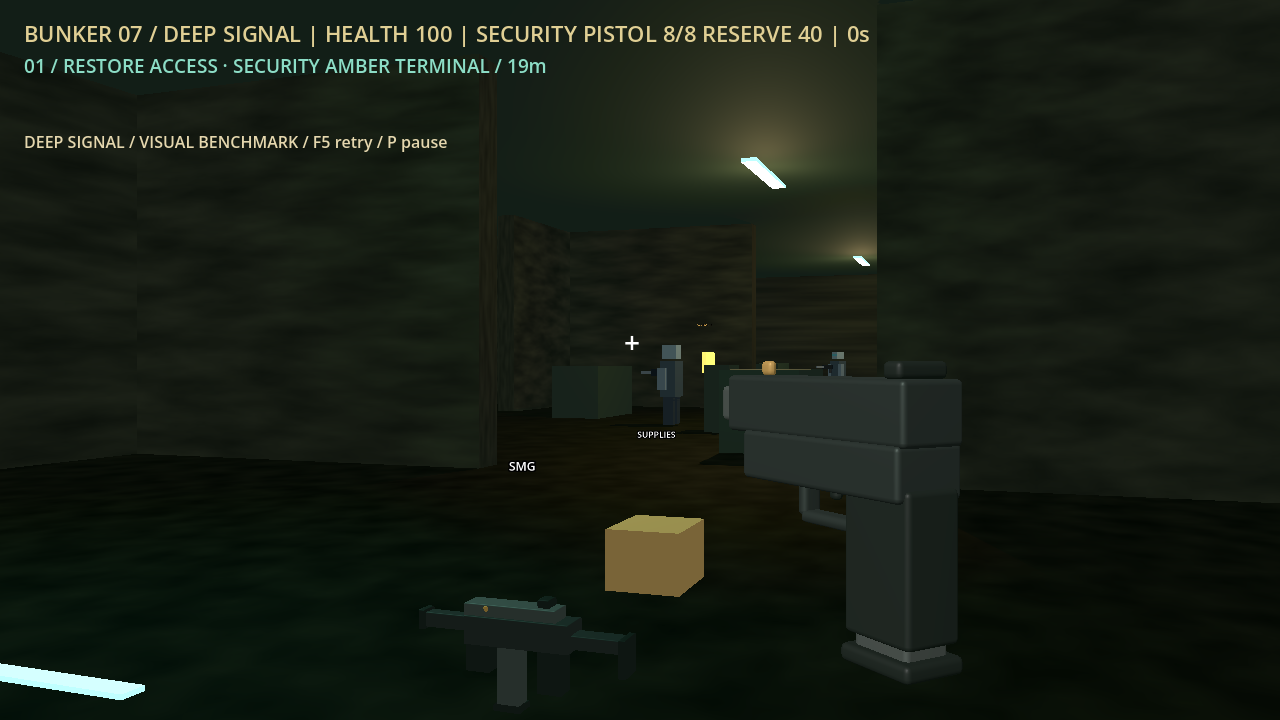 BUNKER 07 / DEEP SIGNAL | HEALTH 100 | SECURITY PISTOL 8/8 RESERVE 40 | 0s
01 / RESTORE ACCESS · SECURITY AMBER TERMINAL / 19m
DEEP SIGNAL / VISUAL BENCHMARK / F5 retry / P pause
SUPPLIES
SMG